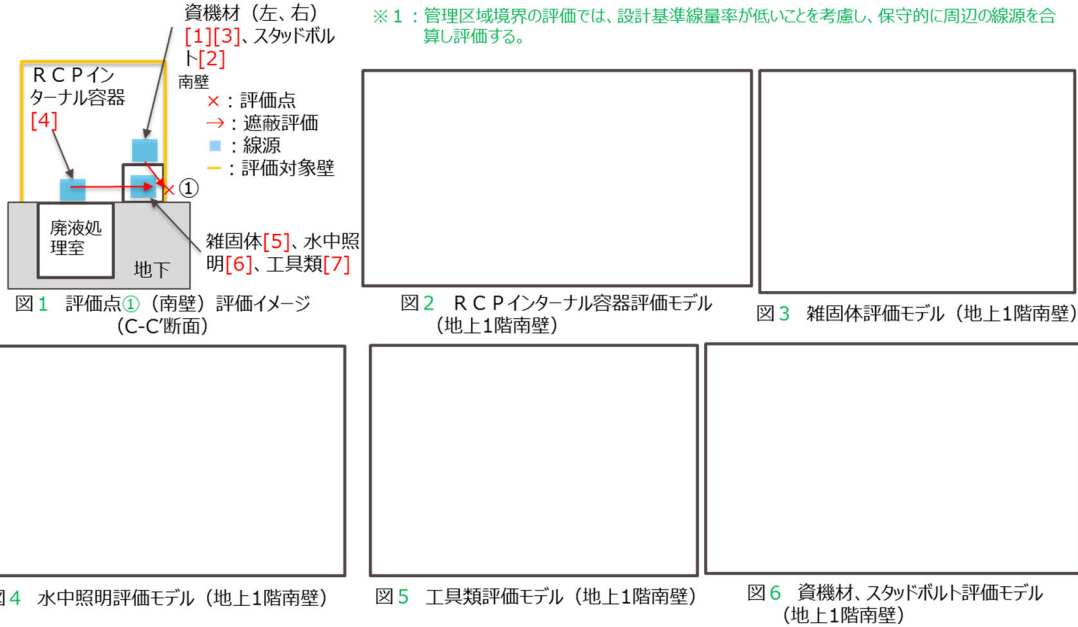 資機材（左、右）
[1][3]、スタッドボル
ト[2]
※１：管理区域境界の評価では、設計基準線量率が低いことを考慮し、保守的に周辺の線源を合
算し評価する。
ＲＣＰイン
ターナル容器
[4]
南壁
×：評価点
→：遮蔽評価
■：線源
ー：評価対象壁
①
廃液処
理室
地下
雑固体[5]、水中照
明[6]、工具類[7]
図１ 評価点①（南壁）評価イメージ
（C-C’断面）
図２ ＲＣＰインターナル容器評価モデル
（地上1階南壁）
図３ 雑固体評価モデル（地上1階南壁）
図４ 水中照明評価モデル（地上1階南壁）
図５ 工具類評価モデル（地上1階南壁）
図６ 資機材、スタッドボルト評価モデル
（地上1階南壁）